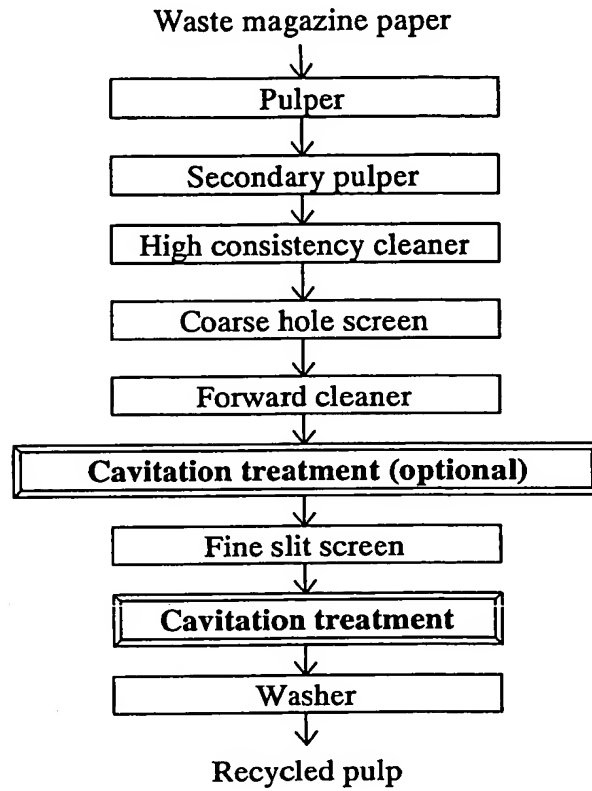 Waste magazine paper
Pulper
Secondary pulper
High consistency cleaner
Coarse hole screen
Forward cleaner
Cavitation treatment (optional)
Fine slit screen
Cavitation treatment
Washer
Recycled pulp